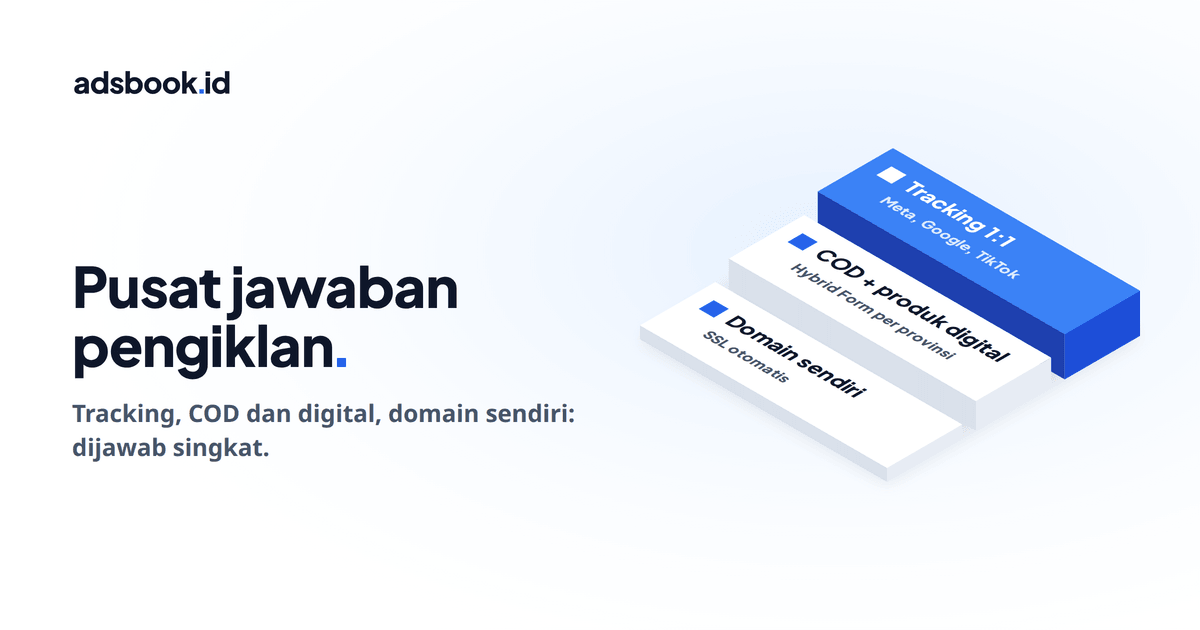 adsbook.id
Pusat jawaban
pengiklan.
Tracking, COD dan digital, domain sendiri:
dijawab singkat.
Tracking 1:1
Meta, Google, TikTok
COD + produk digital
Hybrid Form per provinsi
Domain sendiri
SSL otomatis